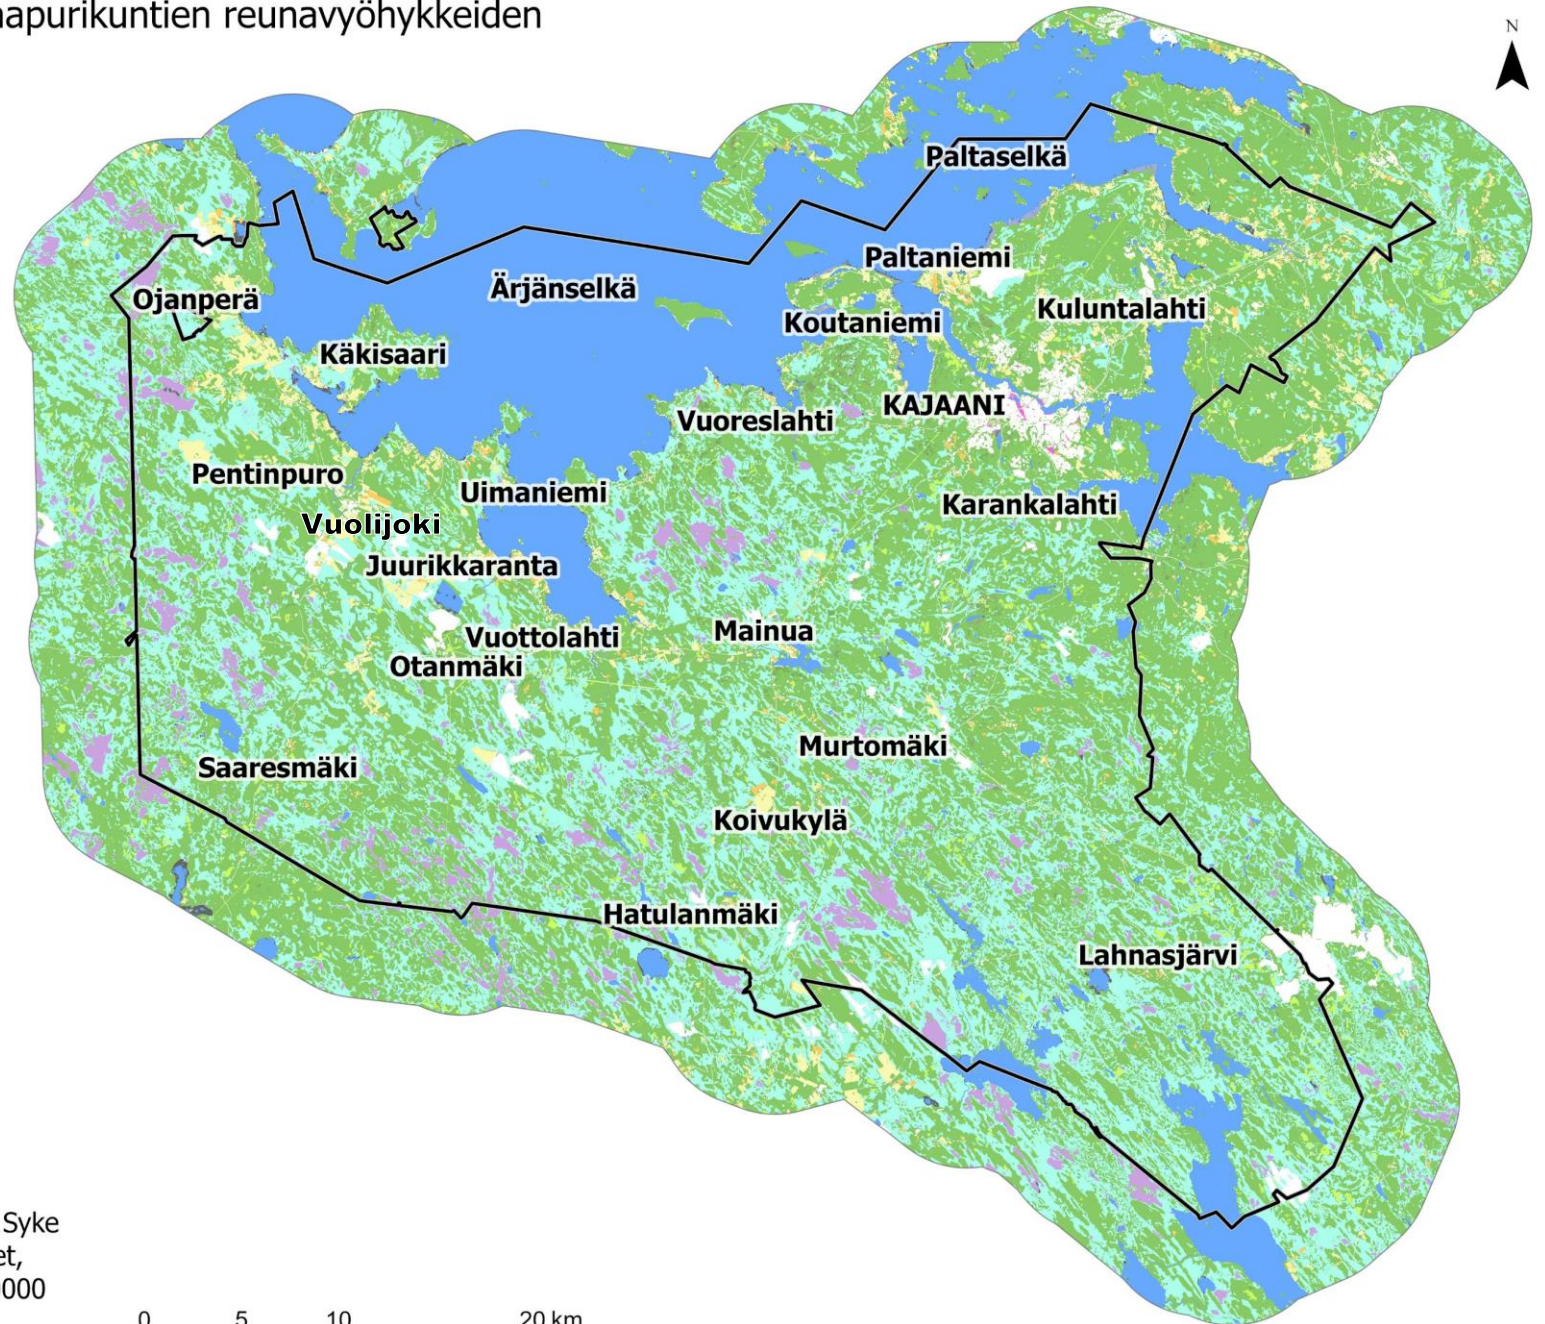 apurikuntien reunavyöhykkeiden
N
Paltaselkä
Paltaniemi
Ärjänselkä
Ojanperä
Kuluntalahti
Koutaniemi
Käkisaari
KAJAANI
Vuoreslahti
Pentinpuro
Uimaniemi
Karankalahti
Vuolijoki
Juurikkaranta
Mainua
Vuottolahti
Otanmäki
Murtomäki
Saaresmäki
Koivukylä
Hatulanmäki
Lahnasjärvi
Syke
et,
000
0 5 10 20 km